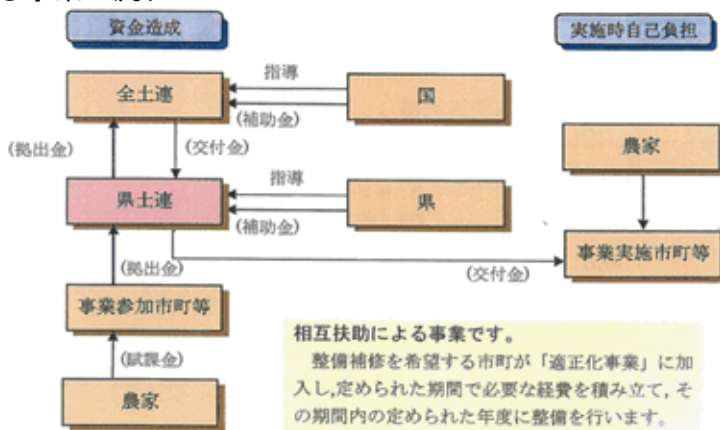 資金造成
実施時自己負担
指導
全土連
国
(補助金)
(拠出金)
(交付金)
農家
指導
県土連
県
(補助金)
(拠出金)
(交付金)
事業実施市町等
事業参加市町等
(賦課金)
農家
相互扶助による事業です。
整備補修を希望する市町が「適正化事業」に加
入し,定められた期間で必要な経費を積み立て,そ
の期間内の定められた年度に整備を行います。